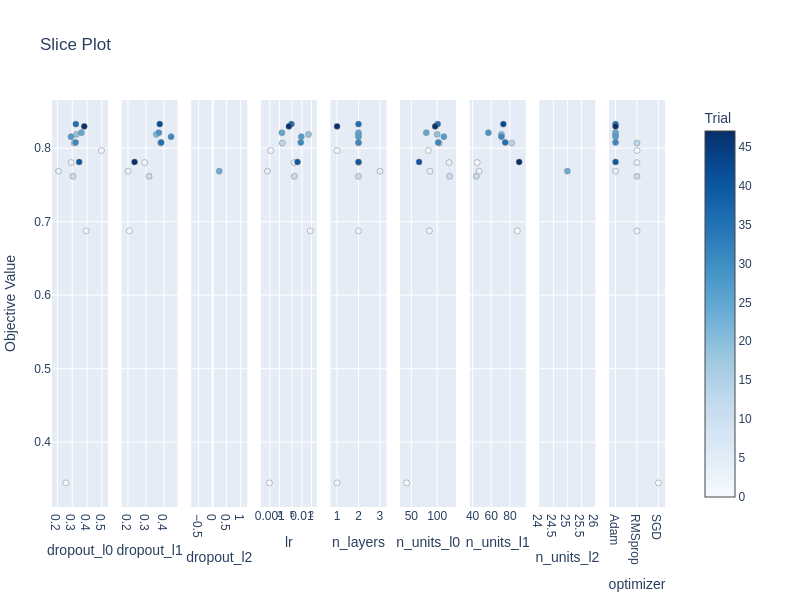 Slice Plot
Trial
Objective Value
0.8
0.7
0.6
0.5
0.4
0.2 0.3 0.4 0.5
dropout_l0
0.2 0.3 0.4
dropout_l1
−0.5 0 0.5 1
dropout_l2
0.001 2 5 0.01 2
lr
1 2 3
n_layers
50 100
n_units_l0
40 60 80
n_units_l1
24 24.5 25 25.5 26
n_units_l2
Adam RMSprop SGD
optimizer
45
40
35
30
25
20
15
10
5
0